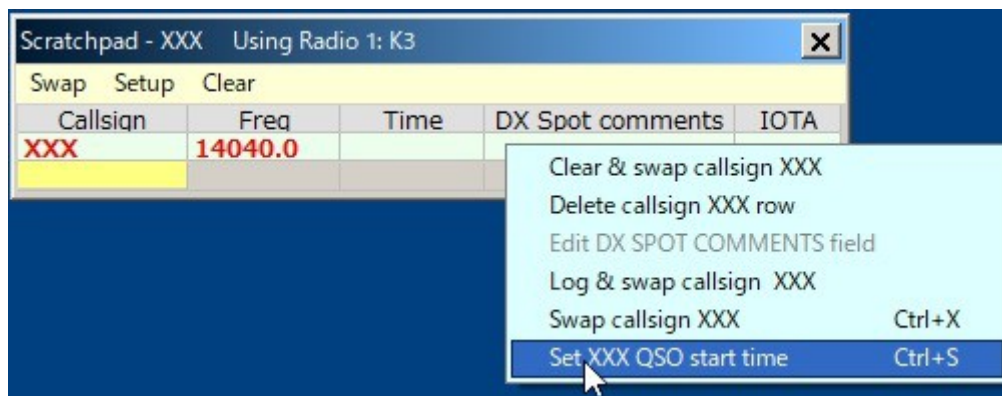 Scratchpad - XXX Using Radio 1: K3
Swap Setup Clear
Callsign Freq Time DX Spot comments IOTA
XXX 14040.0
Clear & swap callsign XXX
Delete callsign XXX row
Edit DX SPOT COMMENTS field
Log & swap callsign XXX
Swap callsign XXX Ctrl+X
Set XXX QSO start time Ctrl+S